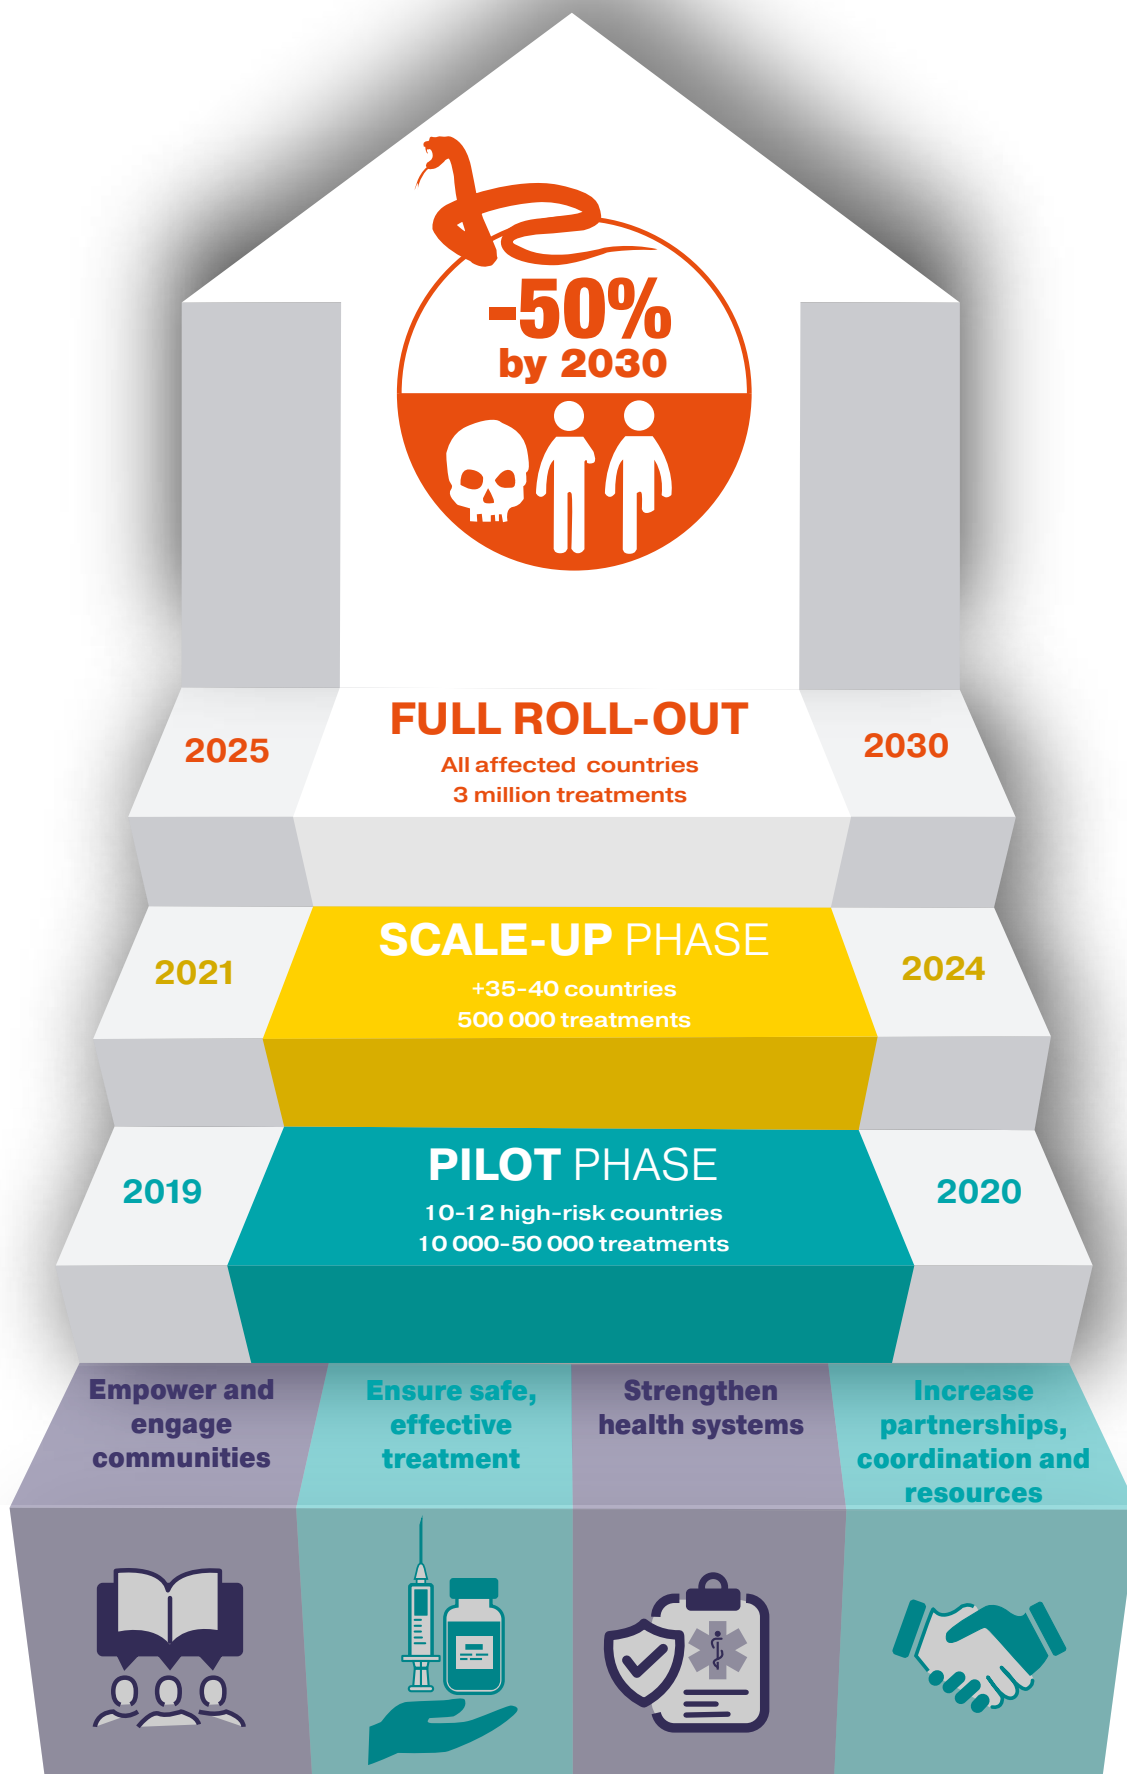 -50%
by 2030
2025
FULL ROLL-OUT
All affected countries
3 million treatments
2030
2021
SCALE-UP PHASE
+35-40 countries
500 000 treatments
2024
2019
PILOT PHASE
10-12 high-risk countries
10 000-50 000 treatments
2020
Empower and
engage
communities
Ensure safe,
effective
treatment
Strengthen
health systems
Increase
partnerships,
coordination and
resources